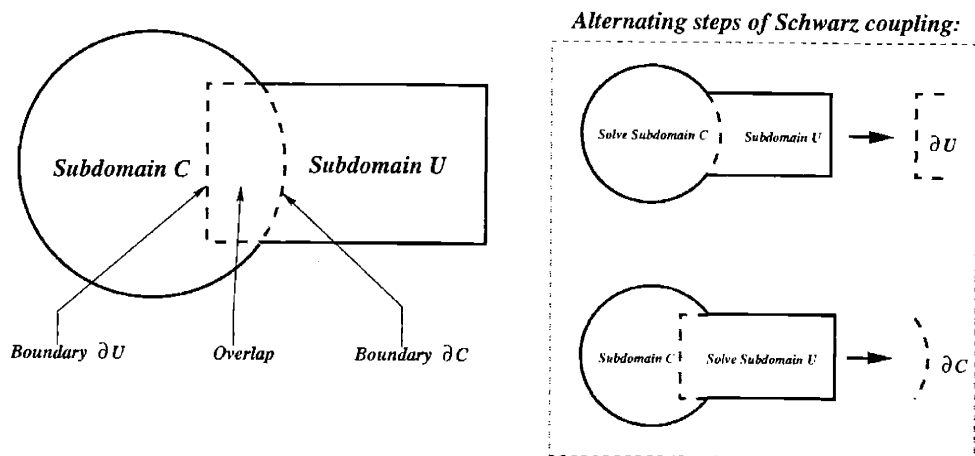 Alternating steps of Schwarz coupling:
Subdomain C
Subdomain U
Boundary ∂U
Overlap
Boundary ∂C
Solve Subdomain C
Subdomain U
∂U
Subdomain C
Solve Subdomain U
∂C